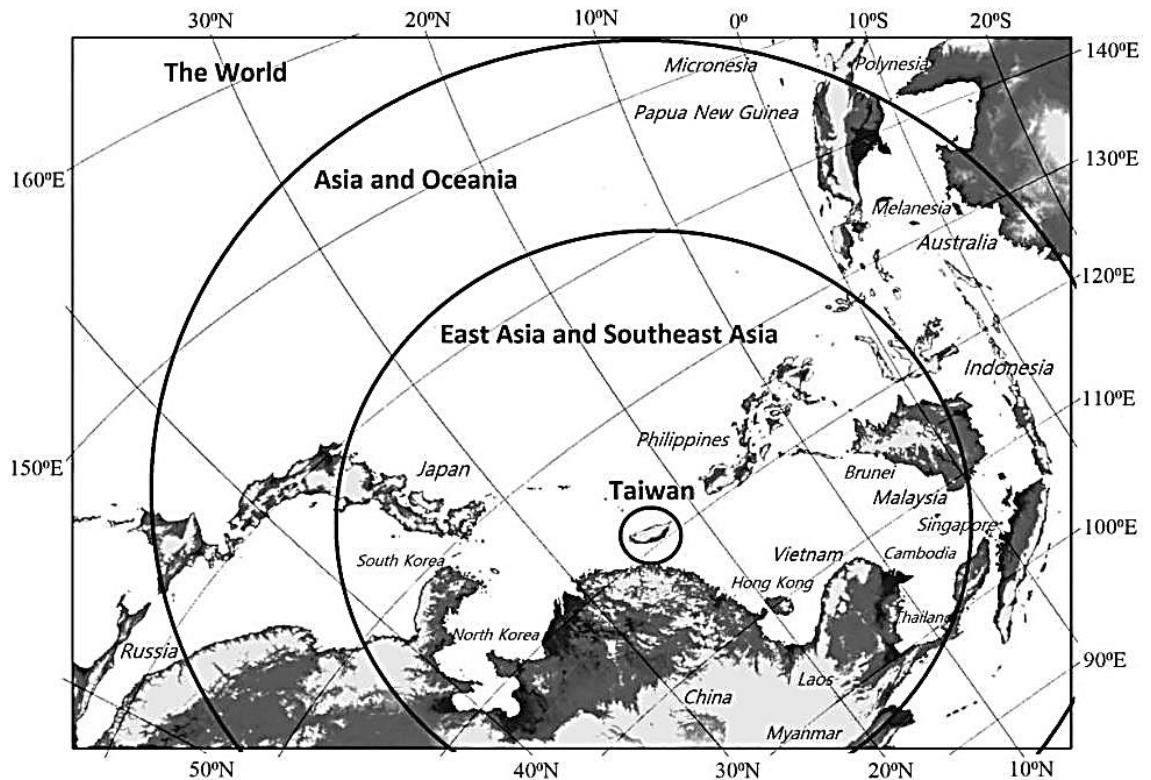 30ºN
20ºN
10ºN
0º
10ºS
20ºS
The World
Micronesia
Polynesia
140ºE
Papua New Guinea
130ºE
160ºE
Asia and Oceania
Melanesia
Australia
120ºE
East Asia and Southeast Asia
Indonesia
110ºE
Philippines
150ºE
Japan
Brunei
Taiwan
Malaysia
Singapore
100ºE
South Korea
Vietnam
Cambodia
Hong Kong
Thailand
North Korea
Russia
90ºE
Laos
China
Myanmar
50ºN
40ºN
30ºN
20ºN
10ºN